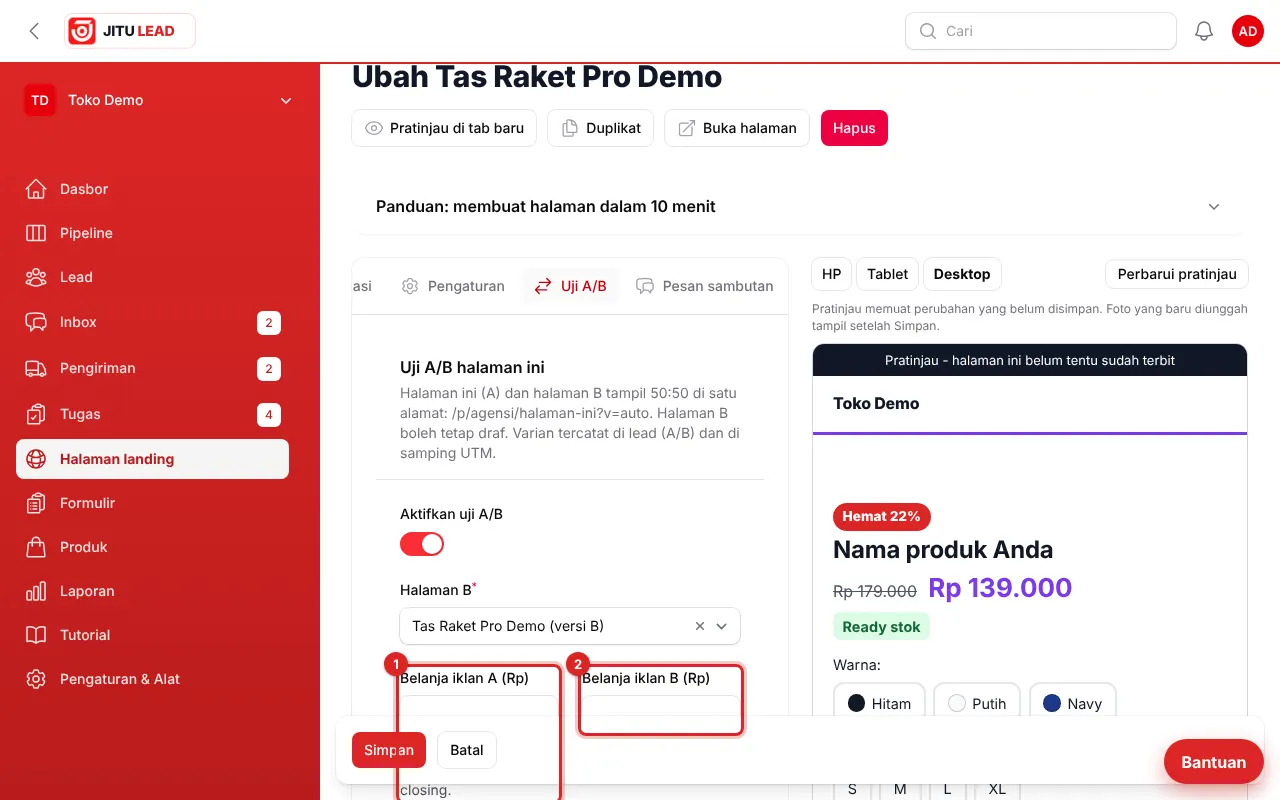 JITU LEAD
Cari
AD
TD
Toko Demo
Dasbor
Pipeline
Lead
Inbox
2
Pengiriman
2
Tugas
4
Halaman landing
Formulir
Produk
Laporan
Tutorial
Pengaturan & Alat
Ubah Tas Raket Pro Demo
Pratinjau di tab baru
Duplikat
Buka halaman
Hapus
Panduan: membuat halaman dalam 10 menit
asi
Pengaturan
Uji A/B
Pesan sambutan
Uji A/B halaman ini
Halaman ini (A) dan halaman B tampil 50:50 di satu
alamat: /p/agensi/halaman-ini?v=auto. Halaman B
boleh tetap draf. Varian tercatat di lead (A/B) dan di
samping UTM.
Aktifkan uji A/B
Halaman B*
Tas Raket Pro Demo (versi B)
1
Belanja iklan A (Rp)
2
Belanja iklan B (Rp)
Simpan
Batal
closing.
HP
Tablet
Desktop
Perbarui pratinjau
Pratinjau memuat perubahan yang belum disimpan. Foto yang baru diunggah
tampil setelah Simpan.
Pratinjau - halaman ini belum tentu sudah terbit
Toko Demo
Hemat 22%
Nama produk Anda
Rp 179.000 Rp 139.000
Ready stok
Warna:
Hitam
Putih
Navy
S
M
L
XL
Bantuan